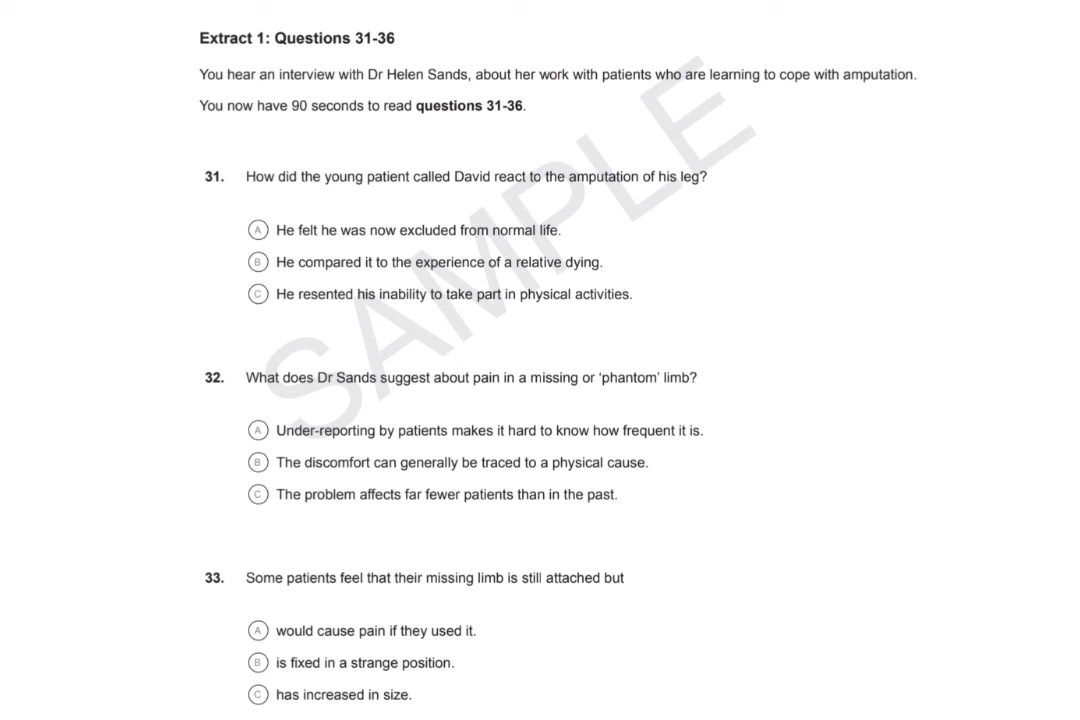 Extract 1: Questions 31-36
You hear an interview with Dr Helen Sands, about her work with patients who are learning to cope with amputation.
You now have 90 seconds to read questions 31-36.
31. How did the young patient called David react to the amputation of his leg?
A He felt he was now excluded from normal life.
B He compared it to the experience of a relative dying.
C He resented his inability to take part in physical activities.
32. What does Dr Sands suggest about pain in a missing or 'phantom' limb?
A Under-reporting by patients makes it hard to know how frequent it is.
B The discomfort can generally be traced to a physical cause.
C The problem affects far fewer patients than in the past.
33. Some patients feel that their missing limb is still attached but
A would cause pain if they used it.
B is fixed in a strange position.
C has increased in size.
SAMPLE